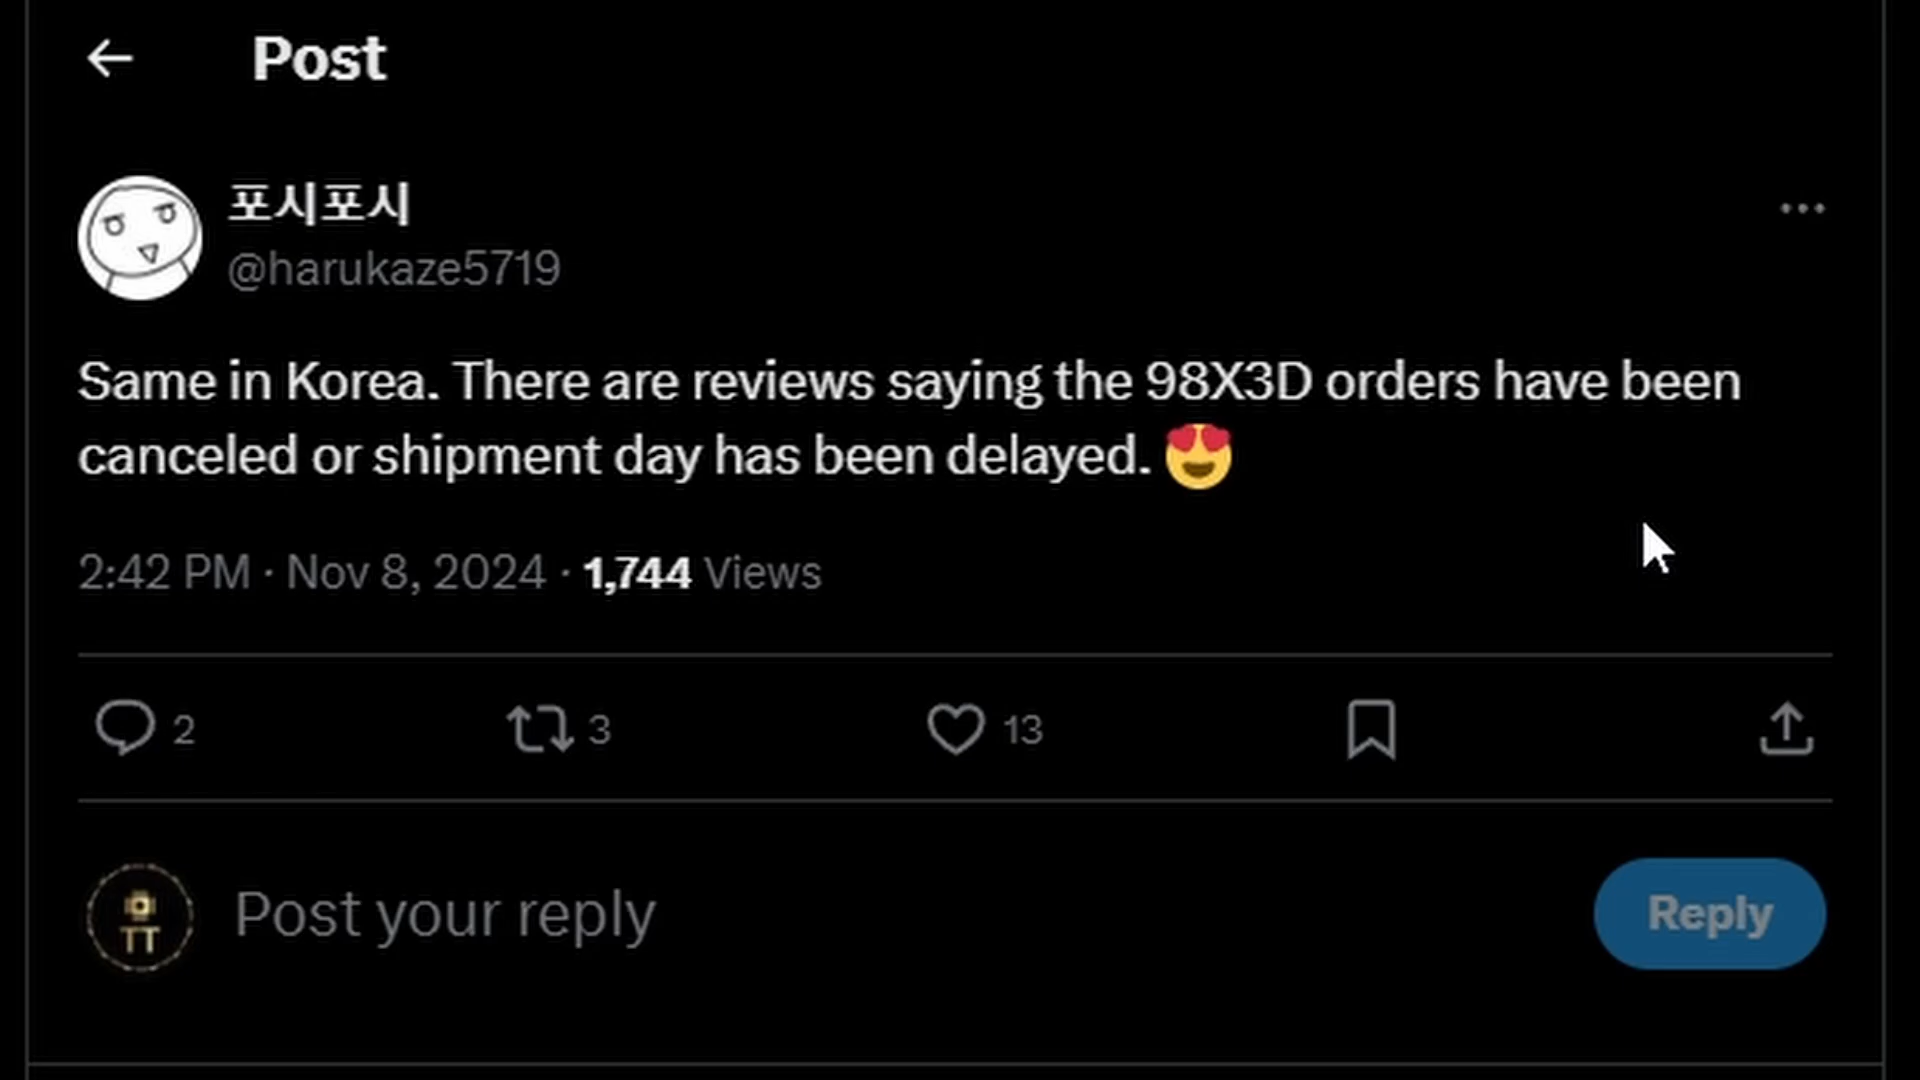 Post
포시포시
@harukaze5719
Same in Korea. There are reviews saying the 98X3D orders have been
canceled or shipment day has been delayed. 😍
2:42 PM · Nov 8, 2024 · 1,744 Views
2 3 13
Post your reply
Reply